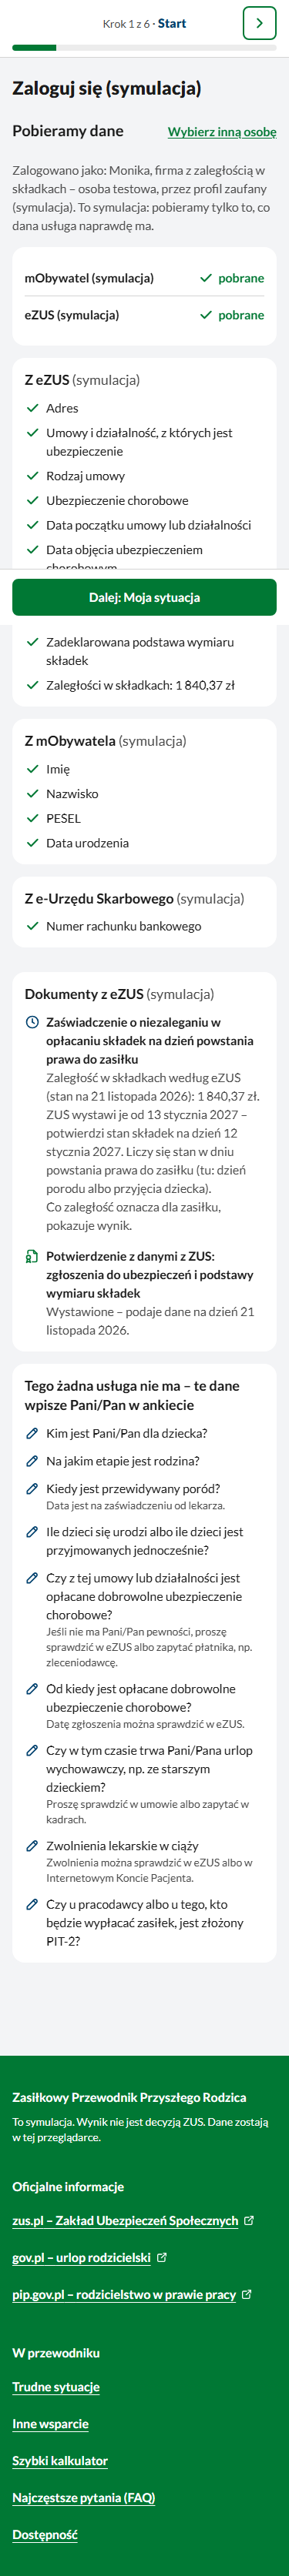 Krok 1 z 6 · Start
Zaloguj się (symulacja)
Pobieramy dane
Wybierz inną osobę
Zalogowano jako: Monika, firma z zaległością w
składkach – osoba testowa, przez profil zaufany
(symulacja). To symulacja: pobieramy tylko to, co
dana usługa naprawdę ma.
mObywatel (symulacja)
pobrane
eZUS (symulacja)
pobrane
Z eZUS (symulacja)
Adres
Umowy i działalność, z których jest
ubezpieczenie
Rodzaj umowy
Ubezpieczenie chorobowe
Data początku umowy lub działalności
Data objęcia ubezpieczeniem
chorobowym
Dalej: Moja sytuacja
Zadeklarowana podstawa wymiaru
składek
Zaległości w składkach: 1 840,37 zł
Z mObywatela (symulacja)
Imię
Nazwisko
PESEL
Data urodzenia
Z e-Urzędu Skarbowego (symulacja)
Numer rachunku bankowego
Dokumenty z eZUS (symulacja)
Zaświadczenie o niezaleganiu w
opłacaniu składek na dzień powstania
prawa do zasiłku
Zaległość w składkach według eZUS
(stan na 21 listopada 2026): 1 840,37 zł.
ZUS wystawi je od 13 stycznia 2027 –
potwierdzi stan składek na dzień 12
stycznia 2027. Liczy się stan w dniu
powstania prawa do zasiłku (tu: dzień
porodu albo przyjęcia dziecka).
Co zaległość oznacza dla zasiłku,
pokazuje wynik.
Potwierdzenie z danymi z ZUS:
zgłoszenia do ubezpieczeń i podstawy
wymiaru składek
Wystawione – podaje dane na dzień 21
listopada 2026.
Tego żadna usługa nie ma – te dane
wpisze Pani/Pan w ankiecie
Kim jest Pani/Pan dla dziecka?
Na jakim etapie jest rodzina?
Kiedy jest przewidywany poród?
Data jest na zaświadczeniu od lekarza.
Ile dzieci się urodzi albo ile dzieci jest
przyjmowanych jednocześnie?
Czy z tej umowy lub działalności jest
opłacane dobrowolne ubezpieczenie
chorobowe?
Jeśli nie ma Pani/Pan pewności, proszę
sprawdzić w eZUS albo zapytać płatnika, np.
zleceniodawcę.
Od kiedy jest opłacane dobrowolne
ubezpieczenie chorobowe?
Datę zgłoszenia można sprawdzić w eZUS.
Czy w tym czasie trwa Pani/Pana urlop
wychowawczy, np. ze starszym
dzieckiem?
Proszę sprawdzić w umowie albo zapytać w
kadrach.
Zwolnienia lekarskie w ciąży
Zwolnienia można sprawdzić w eZUS albo w
Internetowym Koncie Pacjenta.
Czy u pracodawcy albo u tego, kto
będzie wypłacać zasiłek, jest złożony
PIT-2?
Zasiłkowy Przewodnik Przyszłego Rodzica
To symulacja. Wynik nie jest decyzją ZUS. Dane zostają
w tej przeglądarce.
Oficjalne informacje
zus.pl – Zakład Ubezpieczeń Społecznych
gov.pl – urlop rodzicielski
pip.gov.pl – rodzicielstwo w prawie pracy
W przewodniku
Trudne sytuacje
Inne wsparcie
Szybki kalkulator
Najczęstsze pytania (FAQ)
Dostępność